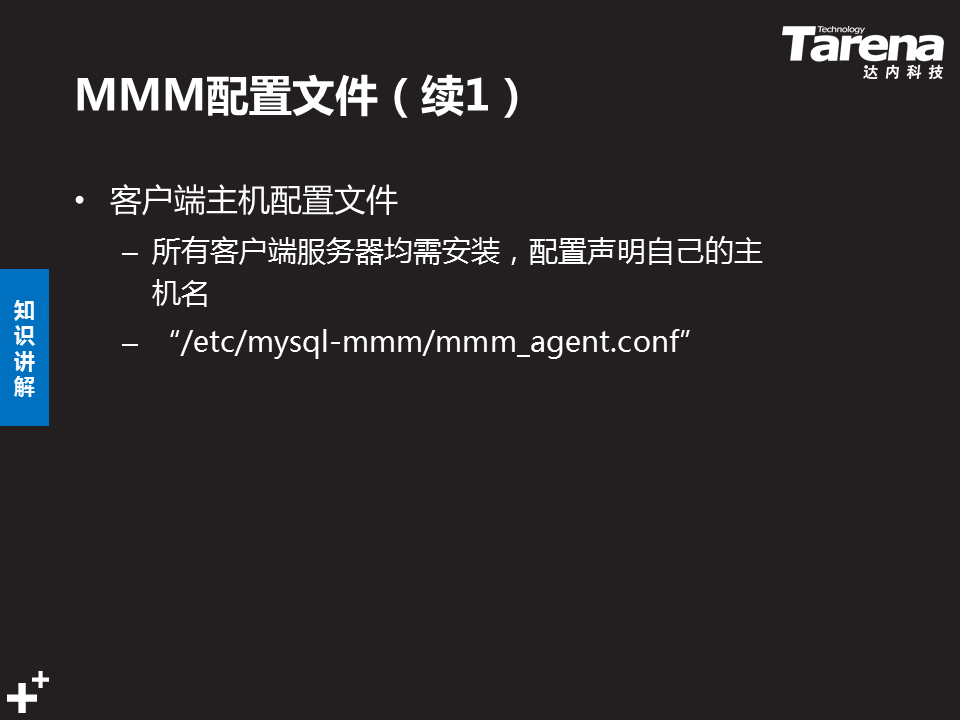 Technology
Tarena
达内科技
MMM配置文件（续1）
• 客户端主机配置文件
– 所有客户端服务器均需安装，配置声明自己的主
机名
– “/etc/mysql-mmm/mmm_agent.conf”
知
识
讲
解